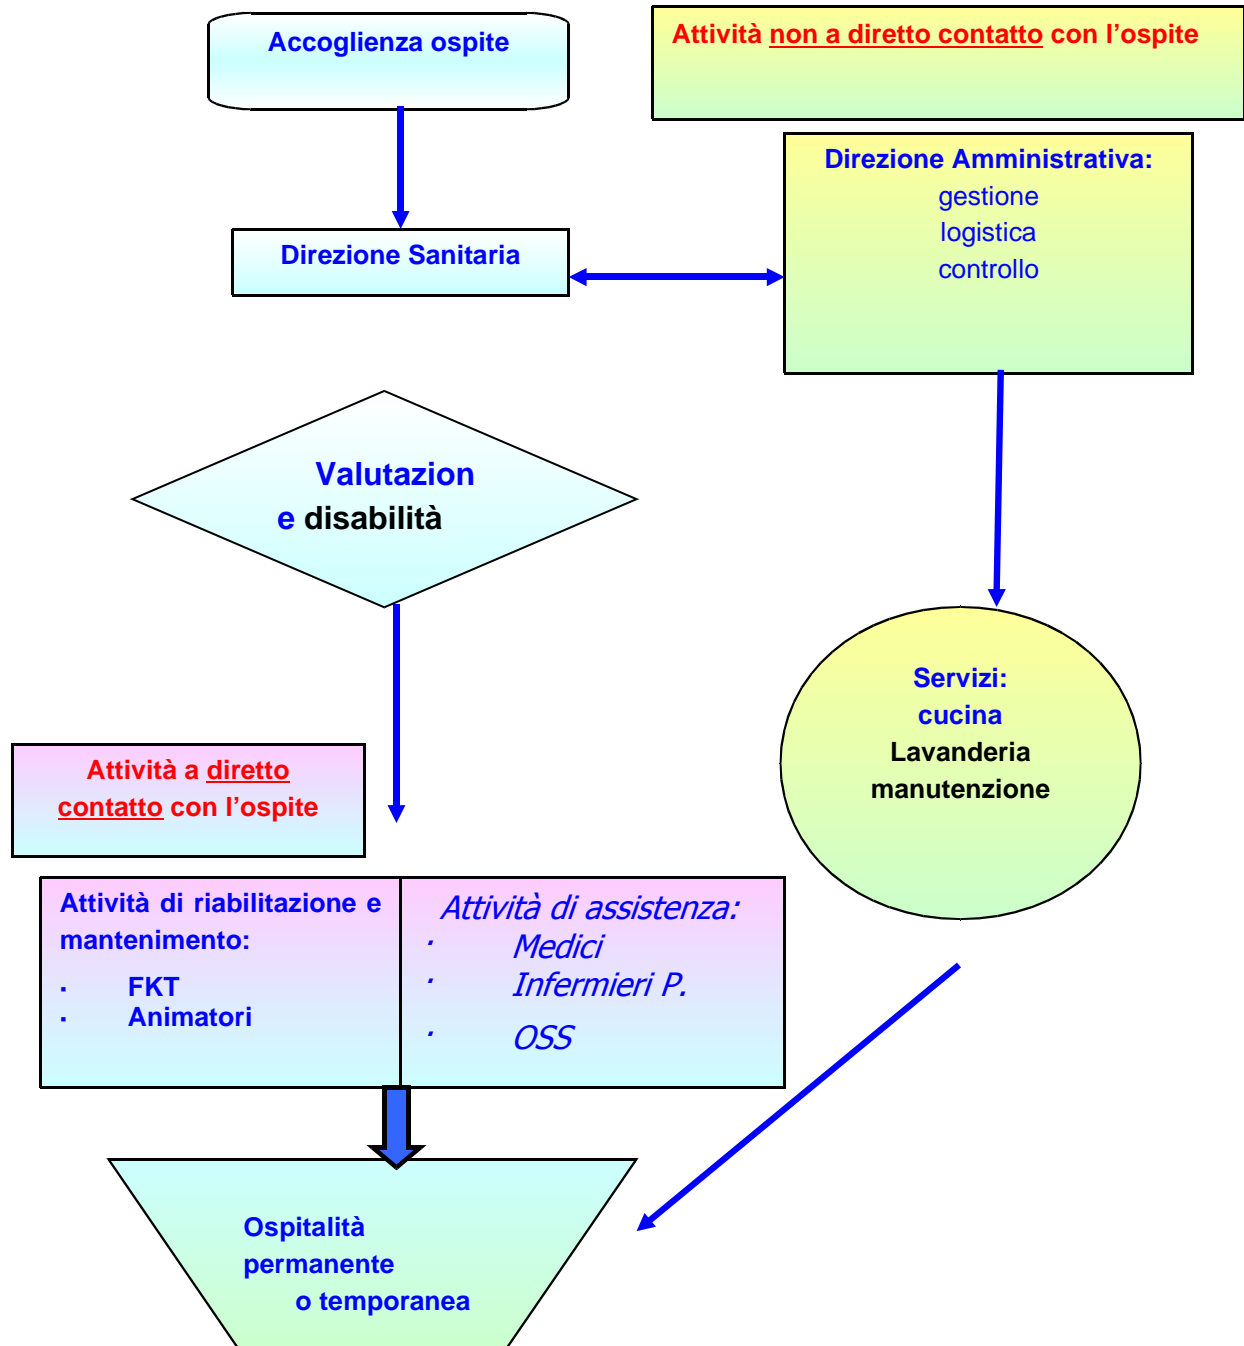 Accoglienza ospite
Attività non a diretto contatto con l'ospite
Direzione Amministrativa:
gestione
logistica
controllo
Direzione Sanitaria
Valutazion
e disabilità
Servizi:
cucina
Lavanderia
manutenzione
Attività a diretto
contatto con l'ospite
Attività di riabilitazione e
mantenimento:
· FKT
· Animatori
Attività di assistenza:
· Medici
· Infermieri P.
· OSS
Ospitalità
permanente
o temporanea